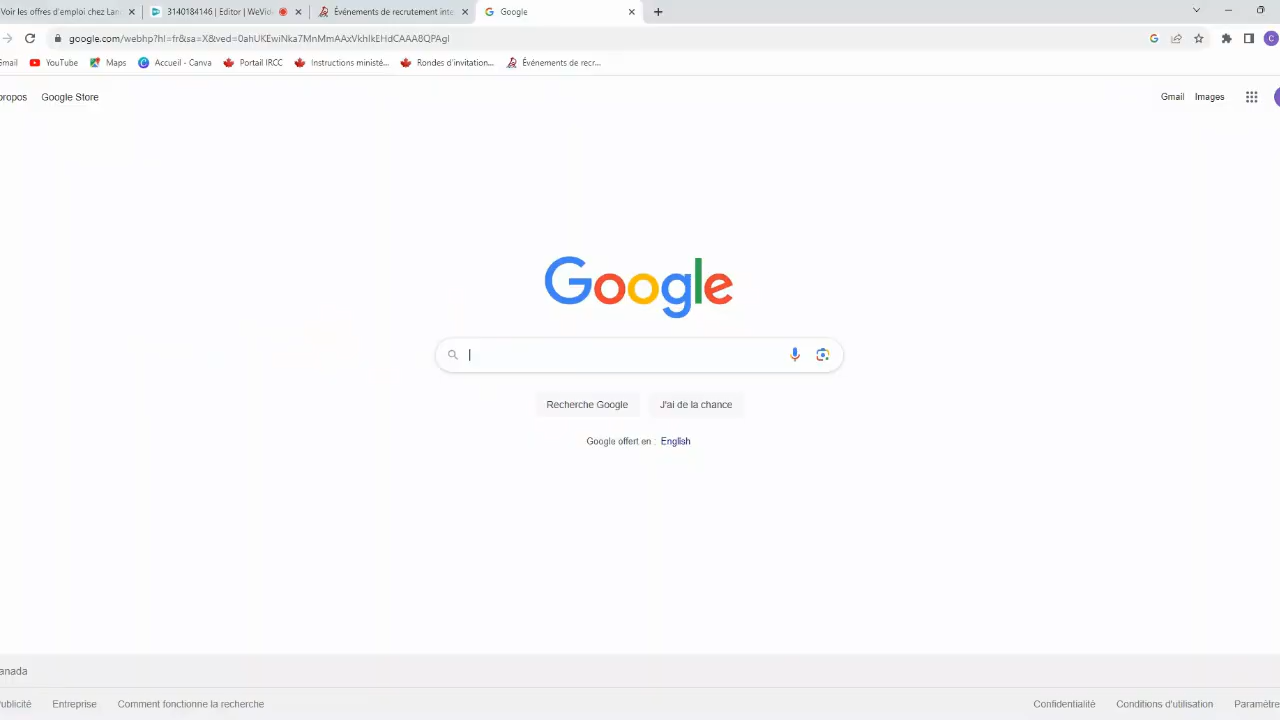 Voir les offres d'emploi chez Lan
3140184146 | Editor | WeVid
Événements de recrutement inte
Google
google.com/webhp?hl=fr&sa=X&ved=0ahUKEwiNka7MnMmAAxVkhIkEHdCAAA8QPAgI
Gmail
YouTube
Maps
Accueil - Canva
Portail IRCC
Instructions ministé...
Rondes d'invitation...
Événements de recr...
propos
Google Store
Gmail
Images
Google
Recherche Google
J'ai de la chance
Google offert en : English
anada
Publicité
Entreprise
Comment fonctionne la recherche
Confidentialité
Conditions d'utilisation
Paramètre